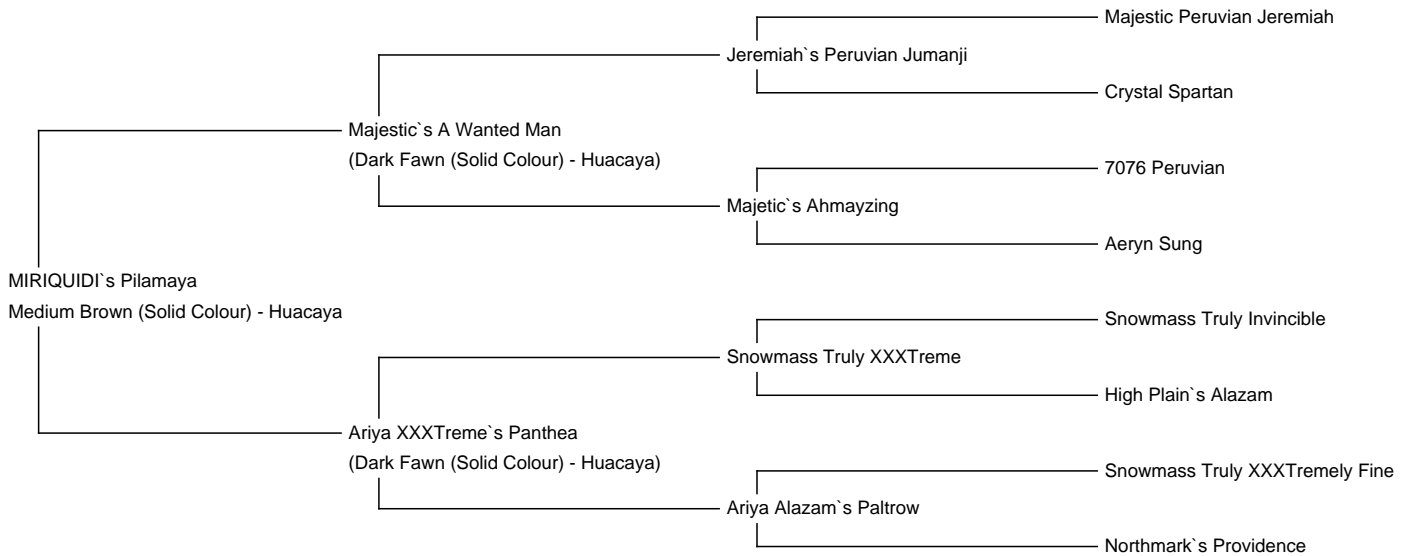 Majestic Peruvian Jeremiah
Jeremiah`s Peruvian Jumanji
Crystal Spartan
Majestic`s A Wanted Man
(Dark Fawn (Solid Colour) - Huacaya)
7076 Peruvian
Majetic`s Ahmayzing
Aeryn Sung
MIRIQUIDI`s Pilamaya
Medium Brown (Solid Colour) - Huacaya
Snowmass Truly Invincible
Snowmass Truly XXXTreme
High Plain`s Alazam
Ariya XXXTreme`s Panthea
(Dark Fawn (Solid Colour) - Huacaya)
Snowmass Truly XXXTremely Fine
Ariya Alazam`s Paltrow
Northmark`s Providence